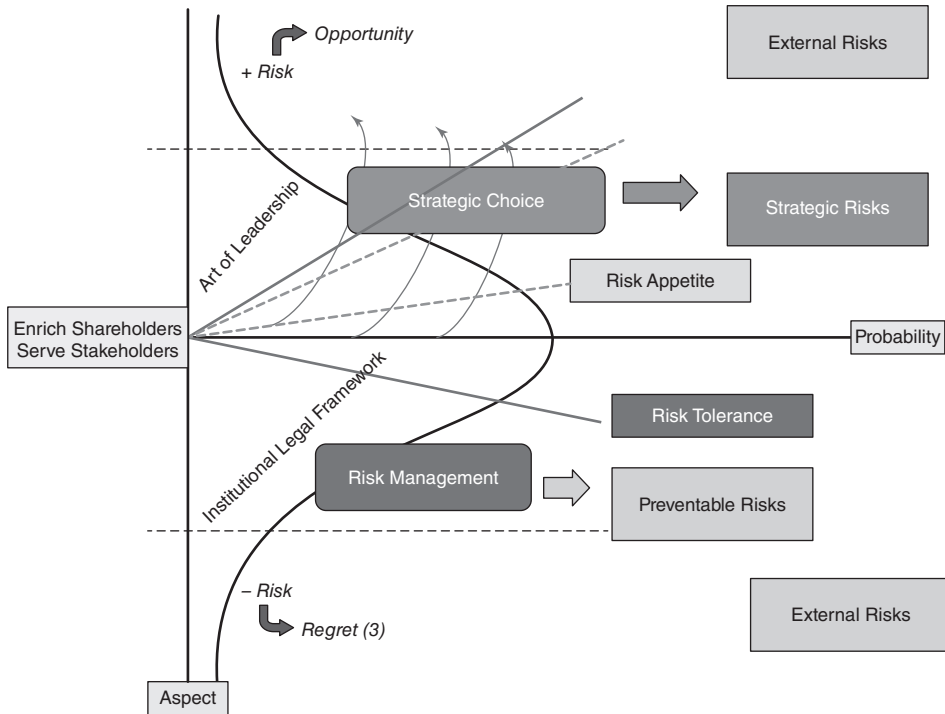 Opportunity
External Risks
+ Risk
Strategic Choice
Strategic Risks
Art of Leadership
Risk Appetite
Enrich Shareholders
Serve Stakeholders
Probability
Institutional Legal Framework
Risk Tolerance
Risk Management
Preventable Risks
– Risk
External Risks
Regret (3)
Aspect